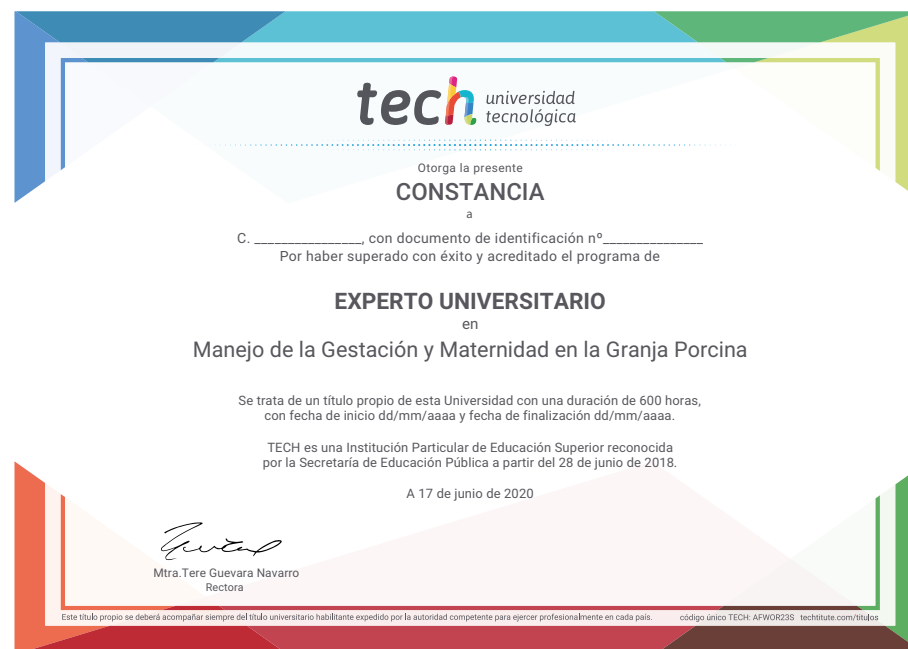 tech universidad
tecnológica
Otorga la presente
CONSTANCIA
a
C. ________________, con documento de identificación nº_______________
Por haber superado con éxito y acreditado el programa de
EXPERTO UNIVERSITARIO
en
Manejo de la Gestación y Maternidad en la Granja Porcina
Se trata de un título propio de esta Universidad con una duración de 600 horas,
con fecha de inicio dd/mm/aaaa y fecha de finalización dd/mm/aaaa.
TECH es una Institución Particular de Educación Superior reconocida
por la Secretaría de Educación Pública a partir del 28 de junio de 2018.
A 17 de junio de 2020
Mtra.Tere Guevara Navarro
Rectora
Este título propio se deberá acompañar siempre del título universitario habilitante expedido por la autoridad competente para ejercer profesionalmente en cada país. código único TECH: AFWOR23S techtitute.com/titulos